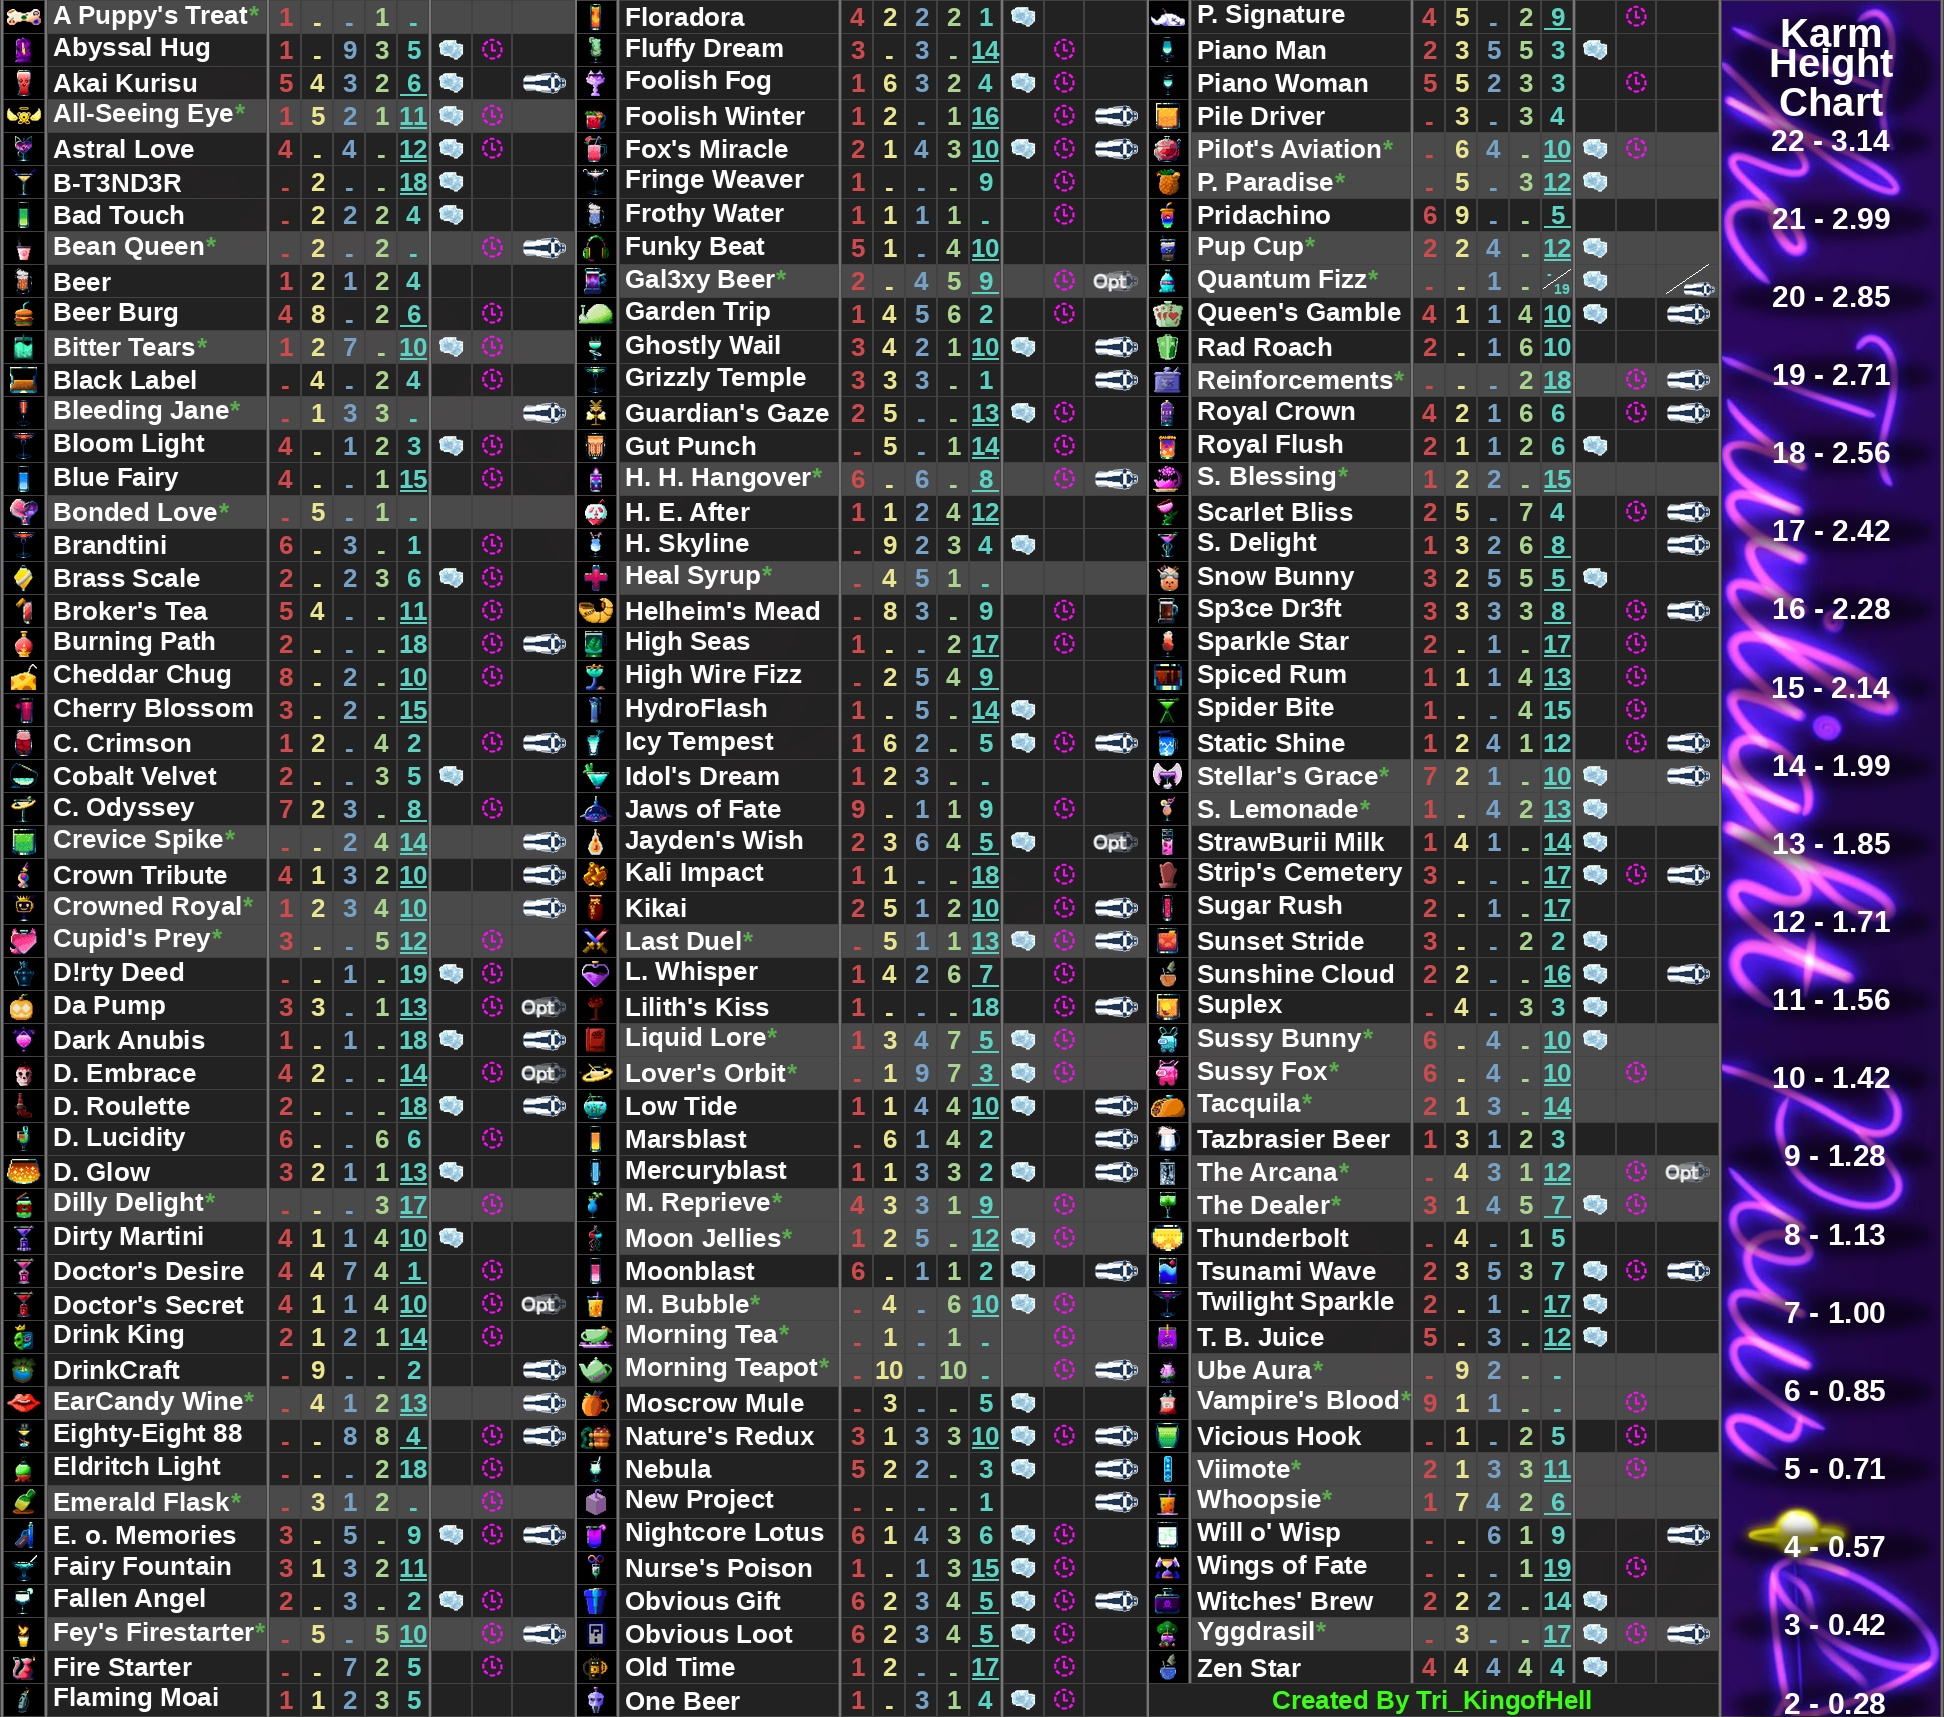 A Puppy's Treat* 1 - - 1 -
Abyssal Hug 1 - 9 3 5
Akai Kurisu 5 4 3 2 6
All-Seeing Eye* 1 5 2 1 11
Astral Love 4 - 4 - 12
B-T3ND3R - 2 - - 18
Bad Touch - 2 2 2 4
Bean Queen* - 2 - 2 -
Beer 1 2 1 2 4
Beer Burg 4 8 - 2 6
Bitter Tears* 1 2 7 - 10
Black Label - 4 - 2 4
Bleeding Jane* - 1 3 3 -
Bloom Light 4 - 1 2 3
Blue Fairy 4 - - 1 15
Bonded Love* - 5 - 1 -
Brandtini 6 - 3 - 1
Brass Scale 2 - 2 3 6
Broker's Tea 5 4 - - 11
Burning Path 2 - - - 18
Cheddar Chug 8 - 2 - 10
Cherry Blossom 3 - 2 - 15
C. Crimson 1 2 - 4 2
Cobalt Velvet 2 - - 3 5
C. Odyssey 7 2 3 - 8
Crevice Spike* - - 2 4 14
Crown Tribute 4 1 3 2 10
Crowned Royal* 1 2 3 4 10
Cupid's Prey* 3 - - 5 12
D!rty Deed - - 1 - 19
Da Pump 3 3 - 1 13 Opt
Dark Anubis 1 - 1 - 18
D. Embrace 4 2 - - 14 Opt
D. Roulette 2 - - - 18
D. Lucidity 6 - - 6 6
D. Glow 3 2 1 1 13
Dilly Delight* - - - 3 17
Dirty Martini 4 1 1 4 10
Doctor's Desire 4 4 7 4 1
Doctor's Secret 4 1 1 4 10 Opt
Drink King 2 1 2 1 14
DrinkCraft - 9 - - 2
EarCandy Wine* - 4 1 2 13
Eighty-Eight 88 - - 8 8 4
Eldritch Light - - - 2 18
Emerald Flask* - 3 1 2 -
E. o. Memories 3 - 5 - 9
Fairy Fountain 3 1 3 2 11
Fallen Angel 2 - 3 - 2
Fey's Firestarter* - 5 - 5 10
Fire Starter - - 7 2 5
Flaming Moai 1 1 2 3 5
Floradora 4 2 2 2 1
Fluffy Dream 3 - 3 - 14
Foolish Fog 1 6 3 2 4
Foolish Winter 1 2 - 1 16
Fox's Miracle 2 1 4 3 10
Fringe Weaver 1 - - - 9
Frothy Water 1 1 1 1 -
Funky Beat 5 1 - 4 10
Gal3xy Beer* 2 - 4 5 9 Opt
Garden Trip 1 4 5 6 2
Ghostly Wail 3 4 2 1 10
Grizzly Temple 3 3 3 - 1
Guardian's Gaze 2 5 - - 13
Gut Punch - 5 - 1 14
H. H. Hangover* 6 - 6 - 8
H. E. After 1 1 2 4 12
H. Skyline - 9 2 3 4
Heal Syrup* - 4 5 1 -
Helheim's Mead - 8 3 - 9
High Seas 1 - - 2 17
High Wire Fizz - 2 5 4 9
HydroFlash 1 - 5 - 14
Icy Tempest 1 6 2 - 5
Idol's Dream 1 2 3 - -
Jaws of Fate 9 - 1 1 9
Jayden's Wish 2 3 6 4 5 Opt
Kali Impact 1 1 - - 18
Kikai 2 5 1 2 10
Last Duel* - 5 1 1 13
L. Whisper 1 4 2 6 7
Lilith's Kiss 1 - - - 18
Liquid Lore* 1 3 4 7 5
Lover's Orbit* - 1 9 7 3
Low Tide 1 1 4 4 10
Marsblast - 6 1 4 2
Mercuryblast 1 1 3 3 2
M. Reprieve* 4 3 3 1 9
Moon Jellies* 1 2 5 - 12
Moonblast 6 - 1 1 2
M. Bubble* - 4 - 6 10
Morning Tea* - 1 - 1 -
Morning Teapot* - 10 - 10 -
Moscrow Mule - 3 - - 5
Nature's Redux 3 1 3 3 10
Nebula 5 2 2 - 3
New Project - - - - 1
Nightcore Lotus 6 1 4 3 6
Nurse's Poison 1 - 1 3 15
Obvious Gift 6 2 3 4 5
Obvious Loot 6 2 3 4 5
Old Time 1 2 - - 17
One Beer 1 - 3 1 4
P. Signature 4 5 - 2 9
Piano Man 2 3 5 5 3
Piano Woman 5 5 2 3 3
Pile Driver - 3 - 3 4
Pilot's Aviation* - 6 4 - 10
P. Paradise* - 5 - 3 12
Pridachino 6 9 - - 5
Pup Cup* 2 2 4 - 12
Quantum Fizz* - - 1 - -/19
Queen's Gamble 4 1 1 4 10
Rad Roach 2 - 1 6 10
Reinforcements* - - - 2 18
Royal Crown 4 2 1 6 6
Royal Flush 2 1 1 2 6
S. Blessing* 1 2 2 - 15
Scarlet Bliss 2 5 - 7 4
S. Delight 1 3 2 6 8
Snow Bunny 3 2 5 5 5
Sp3ce Dr3ft 3 3 3 3 8
Sparkle Star 2 - 1 - 17
Spiced Rum 1 1 1 4 13
Spider Bite 1 - - 4 15
Static Shine 1 2 4 1 12
Stellar's Grace* 7 2 1 - 10
S. Lemonade* 1 - 4 2 13
StrawBurii Milk 1 4 1 - 14
Strip's Cemetery 3 - - - 17
Sugar Rush 2 - 1 - 17
Sunset Stride 3 - - 2 2
Sunshine Cloud 2 2 - - 16
Suplex - 4 - 3 3
Sussy Bunny* 6 - 4 - 10
Sussy Fox* 6 - 4 - 10
Tacquila* 2 1 3 - 14
Tazbrasier Beer 1 3 1 2 3
The Arcana* - 4 3 1 12 Opt
The Dealer* 3 1 4 5 7
Thunderbolt - 4 - 1 5
Tsunami Wave 2 3 5 3 7
Twilight Sparkle 2 - 1 - 17
T. B. Juice 5 - 3 - 12
Ube Aura* - 9 2 - -
Vampire's Blood* 9 1 1 - -
Vicious Hook - 1 - 2 5
Viimote* 2 1 3 3 11
Whoopsie* 1 7 4 2 6
Will o' Wisp - - 6 1 9
Wings of Fate - - - 1 19
Witches' Brew 2 2 2 - 14
Yggdrasil* - 3 - - 17
Zen Star 4 4 4 4 4
Created By Tri_KingofHell
Karm
Height
Chart
22 - 3.14
21 - 2.99
20 - 2.85
19 - 2.71
18 - 2.56
17 - 2.42
16 - 2.28
15 - 2.14
14 - 1.99
13 - 1.85
12 - 1.71
11 - 1.56
10 - 1.42
9 - 1.28
8 - 1.13
7 - 1.00
6 - 0.85
5 - 0.71
4 - 0.57
3 - 0.42
2 - 0.28